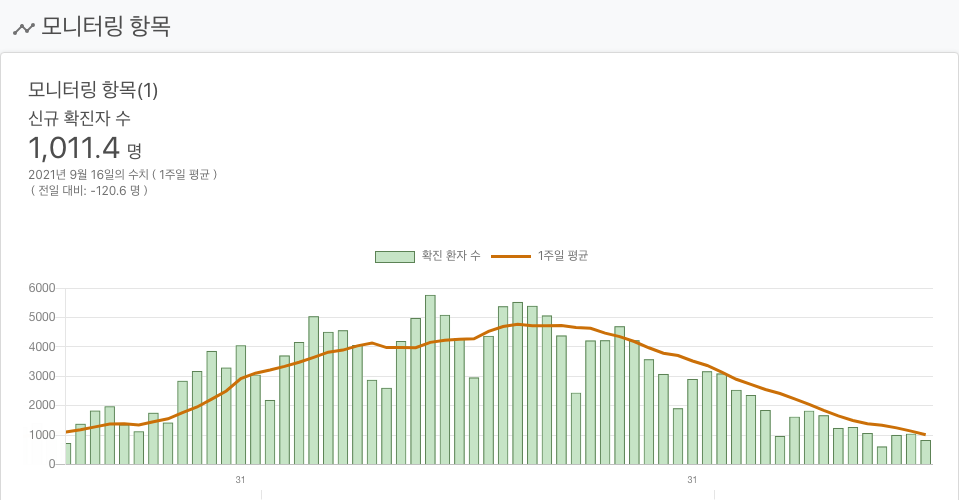 모니터링 항목
모니터링 항목(1)
신규 확진자 수
1,011.4 명
2021년 9월 16일의 수치 ( 1주일 평균 )
( 전일 대비: -120.6 명 )
확진 환자 수 1주일 평균
6000
5000
4000
3000
2000
1000
0
31 31